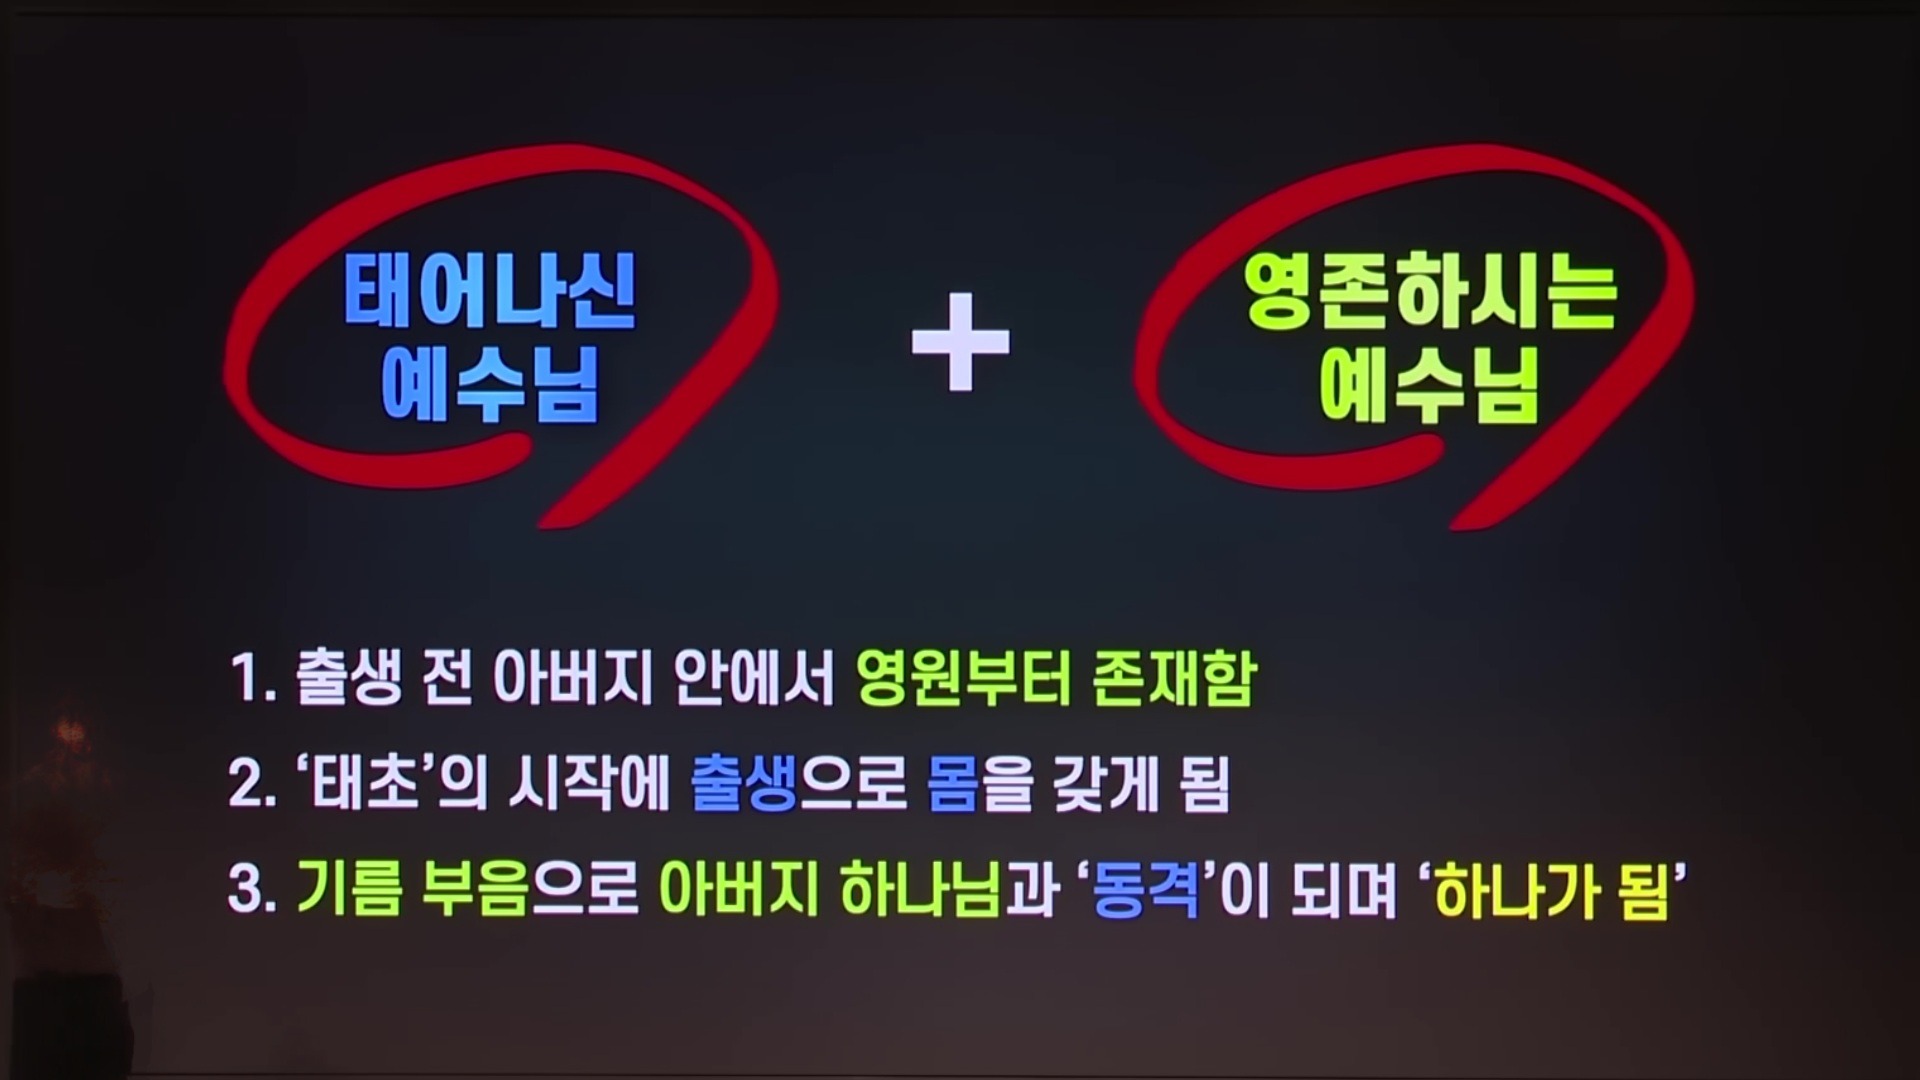 태어나신
예수님
+
영존하시는
예수님
1. 출생 전 아버지 안에서 영원부터 존재함
2. ‘태초’의 시작에 출생으로 몸을 갖게 됨
3. 기름 부음으로 아버지 하나님과 ‘동격’이 되며 ‘하나가 됨’